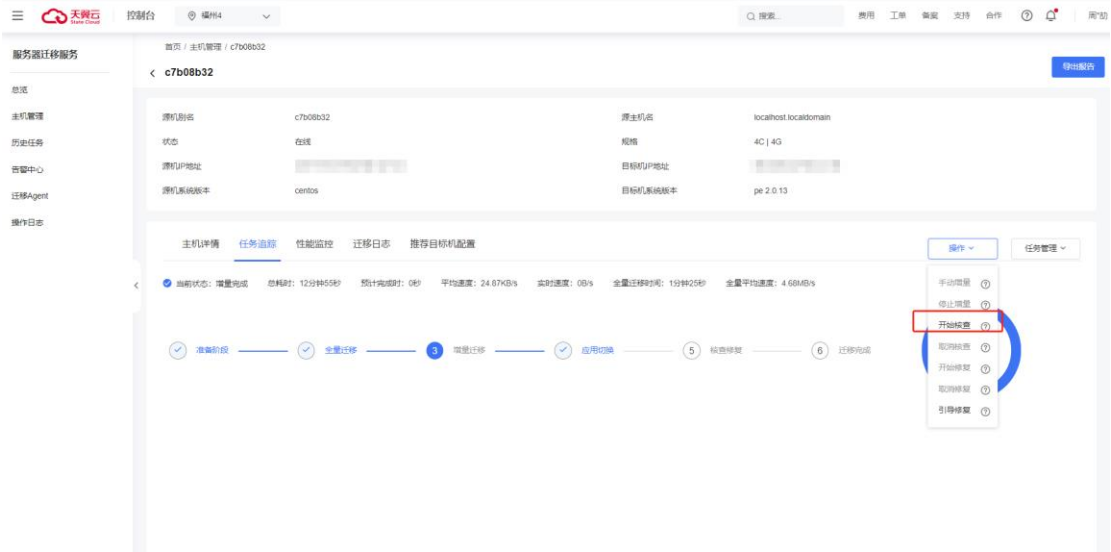 天翼云
State Cloud
控制台
福州4
搜索...
费用 工单 备案 支持 合作
服务器迁移服务
总览
主机管理
历史任务
告警中心
迁移Agent
操作日志
首页 / 主机管理 / c7b08b32
c7b08b32
导出报告
源机别名 c7b08b32 源主机名 localhost.localdomain
状态 在线 规格 4C | 4G
源机IP地址 目标机IP地址
源机系统版本 centos 目标机系统版本 pe 2.0.13
主机详情 任务追踪 性能监控 迁移日志 推荐目标机配置
操作 任务管理
当前状态：增量完成 总耗时：12分钟55秒 预计完成时：0秒 平均速度：24.87KB/s 实时速度：0B/s 全量迁移时间：1分钟25秒 全量平均速度：4.68MB/s
手动增量
停止增量
开始核查
取消核查
开始修复
取消修复
引导修复
准备阶段 全量迁移 3 增量迁移 应用切换 5 核查修复 6 迁移完成